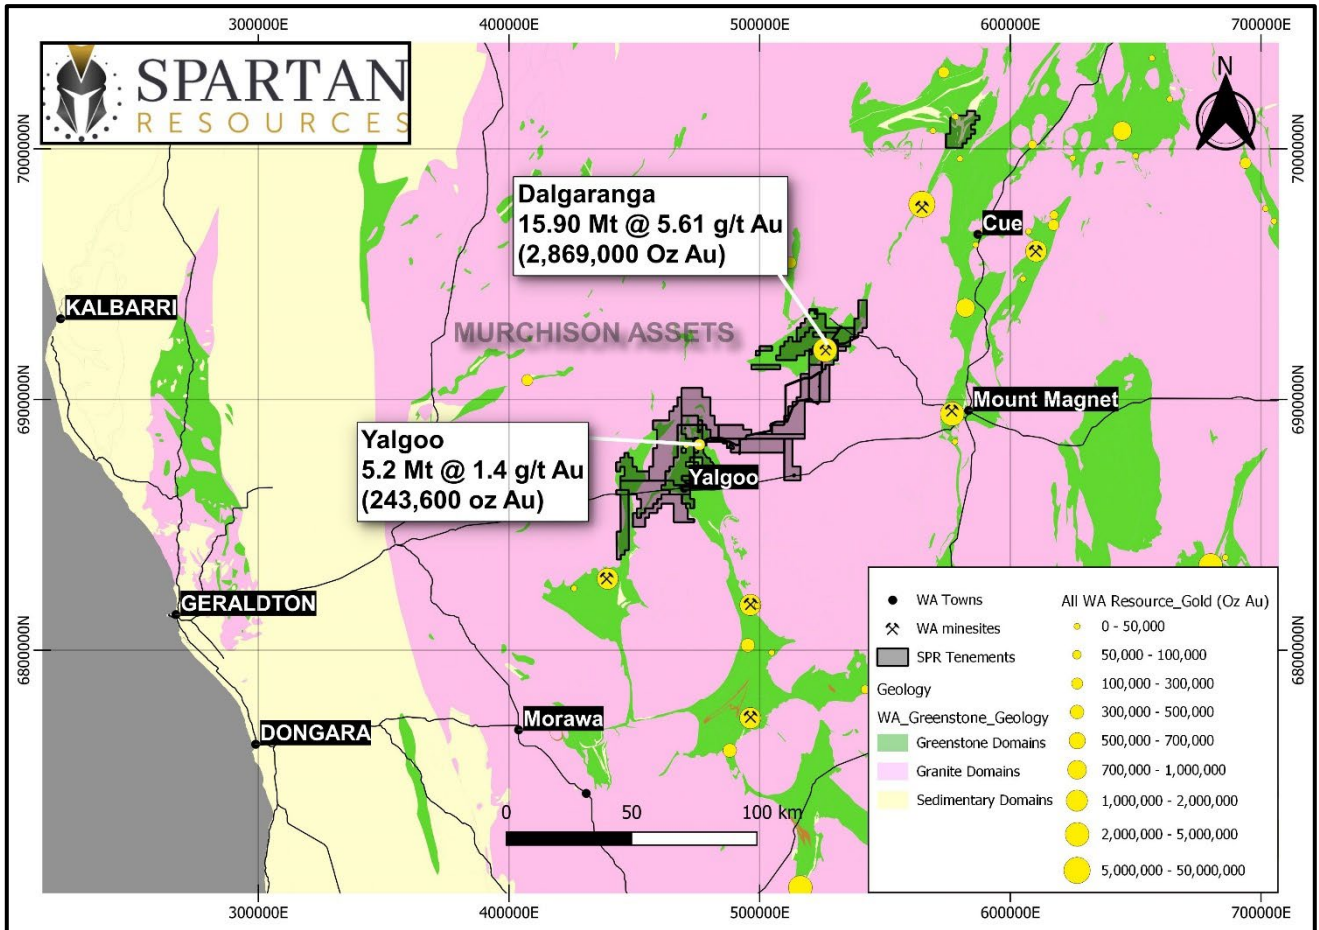 300000E
400000E
500000E
600000E
700000E
SPARTAN
RESOURCES
N
7000000N
7000000N
Dalgaranga
15.90 Mt @ 5.61 g/t Au
(2,869,000 Oz Au)
Cue
KALBARRI
MURCHISON ASSETS
Mount Magnet
6900000N
6900000N
Yalgoo
5.2 Mt @ 1.4 g/t Au
(243,600 oz Au)
Yalgoo
GERALDTON
6800000N
6800000N
DONGARA
Morawa
0 50 100 km
WA Towns
WA minesites
SPR Tenements
Geology
WA_Greenstone_Geology
Greenstone Domains
Granite Domains
Sedimentary Domains
All WA Resource_Gold (Oz Au)
0 - 50,000
50,000 - 100,000
100,000 - 300,000
300,000 - 500,000
500,000 - 700,000
700,000 - 1,000,000
1,000,000 - 2,000,000
2,000,000 - 5,000,000
5,000,000 - 50,000,000
300000E
400000E
500000E
600000E
700000E